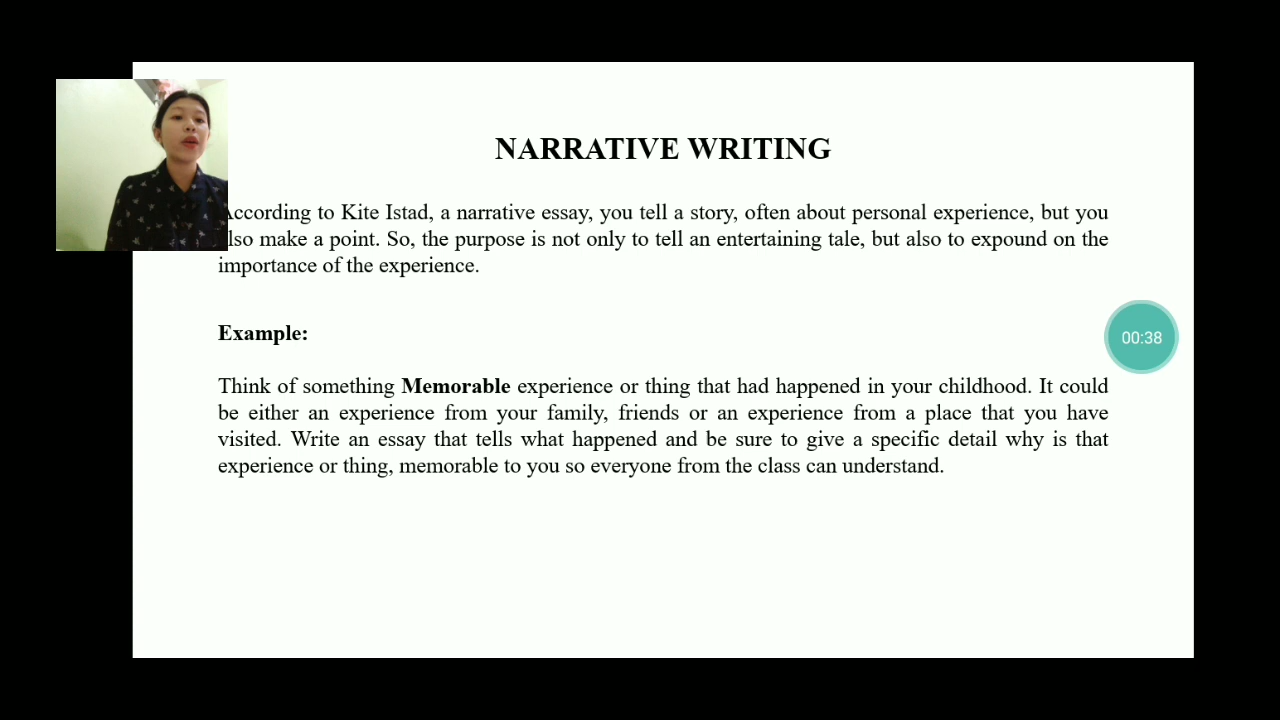 NARRATIVE WRITING
According to Kite Istad, a narrative essay, you tell a story, often about personal experience, but you
also make a point. So, the purpose is not only to tell an entertaining tale, but also to expound on the
importance of the experience.
Example:
Think of something Memorable experience or thing that had happened in your childhood. It could
be either an experience from your family, friends or an experience from a place that you have
visited. Write an essay that tells what happened and be sure to give a specific detail why is that
experience or thing, memorable to you so everyone from the class can understand.
00:38